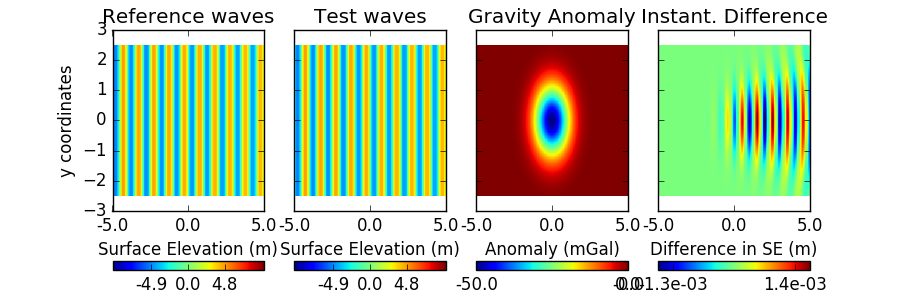 Reference waves Test waves Gravity Anomaly Instant. Difference
3
2
1
0
−1
−2
−3
y coordinates
-5.0 0.0 5.0 -5.0 0.0 5.0 -5.0 0.0 5.0 -5.0 0.0 5.0
Surface Elevation (m) Surface Elevation (m) Anomaly (mGal) Difference in SE (m)
-4.9 0.0 4.8 -4.9 0.0 4.8 -50.0 0.0 -1.3e-03 1.4e-03